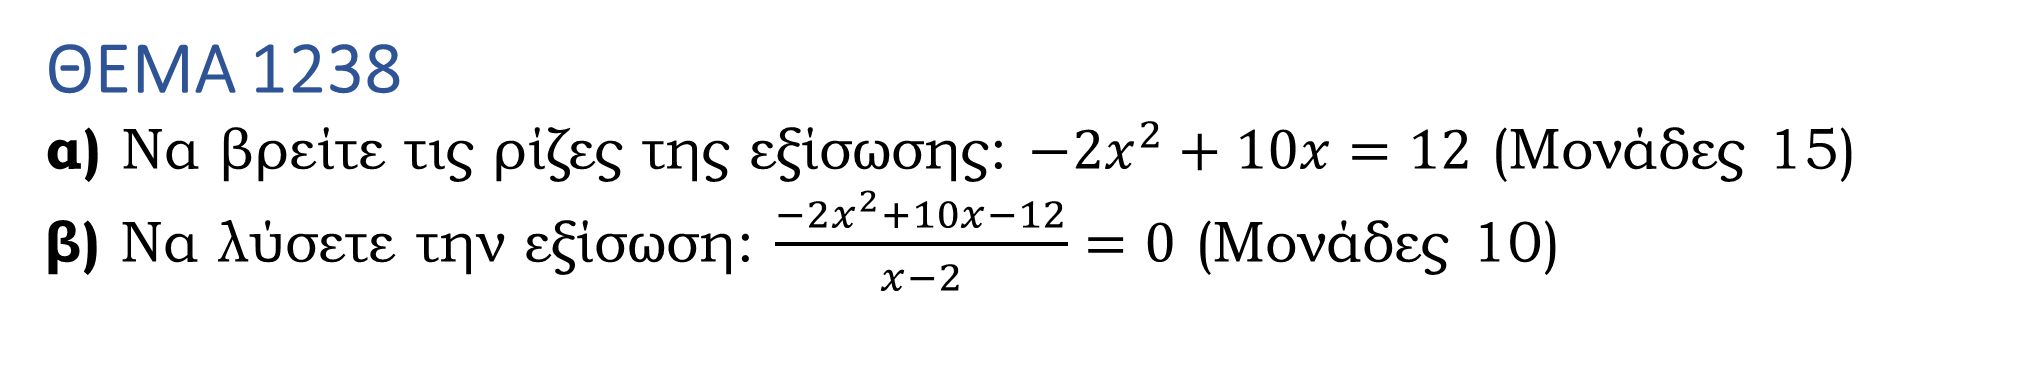 ΘΕΜΑ 1238
α) Να βρείτε τις ρίζες της εξίσωσης: −2x² + 10x = 12 (Μονάδες 15)
β) Να λύσετε την εξίσωση: \frac{−2x²+10x−12}{x−2} = 0 (Μονάδες 10)